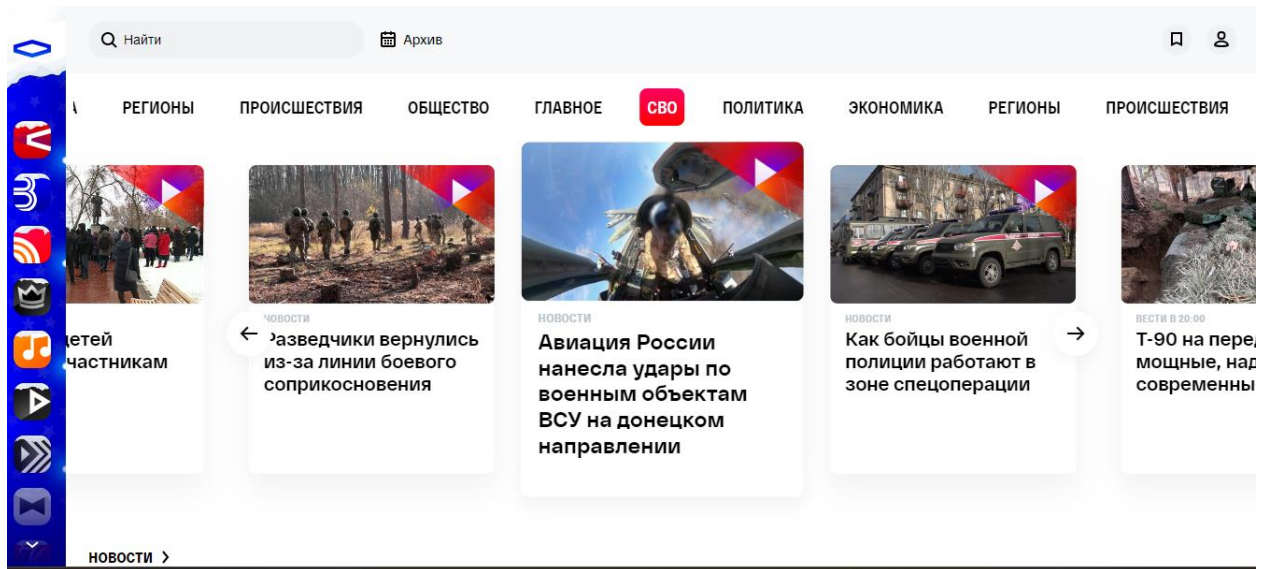 Найти
Архив
РЕГИОНЫ ПРОИСШЕСТВИЯ ОБЩЕСТВО ГЛАВНОЕ СВО ПОЛИТИКА ЭКОНОМИКА РЕГИОНЫ ПРОИСШЕСТВИЯ
етей
частникам
НОВОСТИ
Разведчики вернулись
из-за линии боевого
соприкосновения
НОВОСТИ
Авиация России
нанесла удары по
военным объектам
ВСУ на донецком
направлении
НОВОСТИ
Как бойцы военной
полиции работают в
зоне спецоперации
ВЕСТИ В 20:00
Т-90 на перед
мощные, над
современны
НОВОСТИ